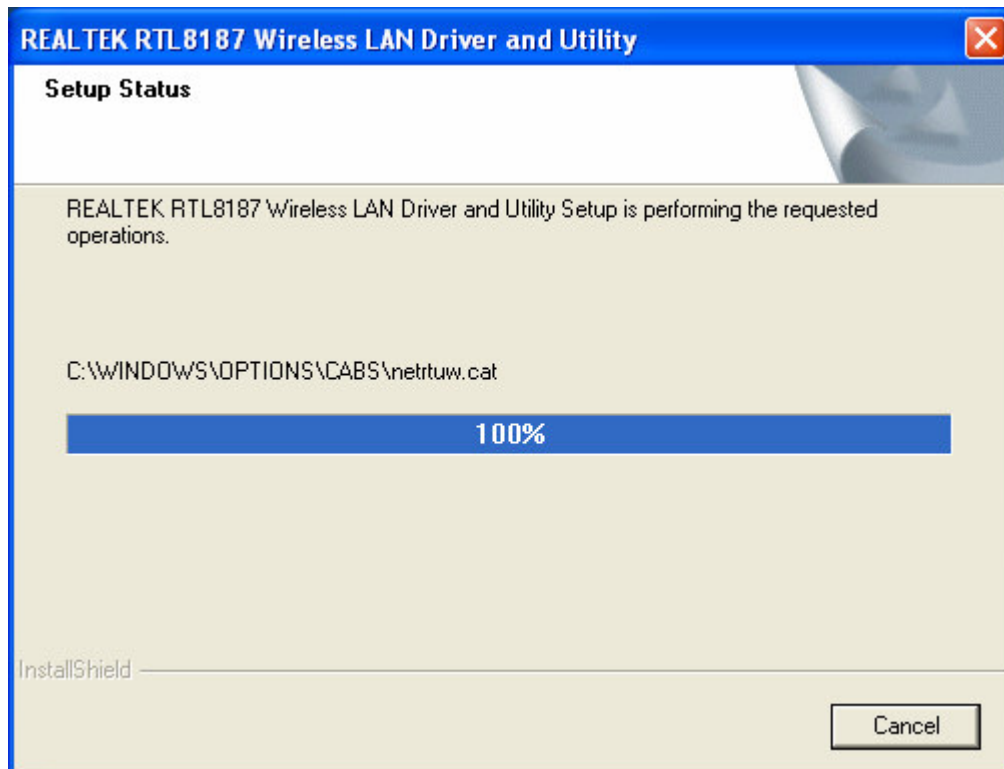 REALTEK RTL8187 Wireless LAN Driver and Utility
Setup Status
REALTEK RTL8187 Wireless LAN Driver and Utility Setup is performing the requested
operations.
C:\WINDOWS\OPTIONS\CABS\netrtuw.cat
100%
InstallShield
Cancel